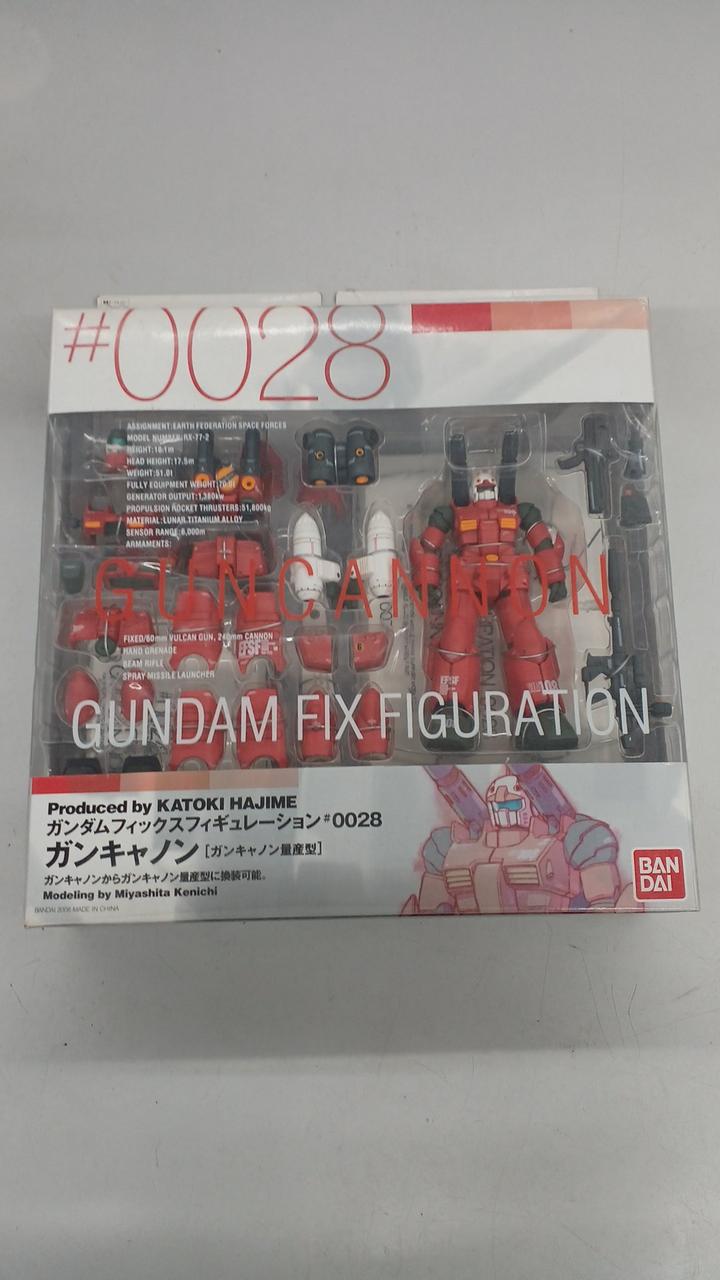 #0028
ASSIGNMENT:EARTH FEDERATION SPACE FORCES
MODEL NUMBER:RX-77-2
HEIGHT:18.1m
HEAD HEIGHT:17.5m
WEIGHT:51.0t
FULLY EQUIPMENT WEIGHT:70.0t
GENERATOR OUTPUT:1,380kw
PROPULSION ROCKET THRUSTERS:51,800kg
MATERIAL:LUNAR TITANIUM ALLOY
SENSOR RANGE:6,000m
ARMAMENTS:
GUNCANNON
FIXED/60mm VULCAN GUN, 240mm CANNON
HAND GRENADE
BEAM RIFLE
SPRAY MISSILE LAUNCHER
EFSF
EFSF
108
GUNDAM FIX FIGURATION
Produced by KATOKI HAJIME
ガンダムフィックスフィギュレーション#0028
ガンキャノン [ガンキャノン量産型]
ガンキャノンからガンキャノン量産型に換装可能。
Modeling by Miyashita Kenichi
BANDAI 2006 MADE IN CHINA
BAN
DAI